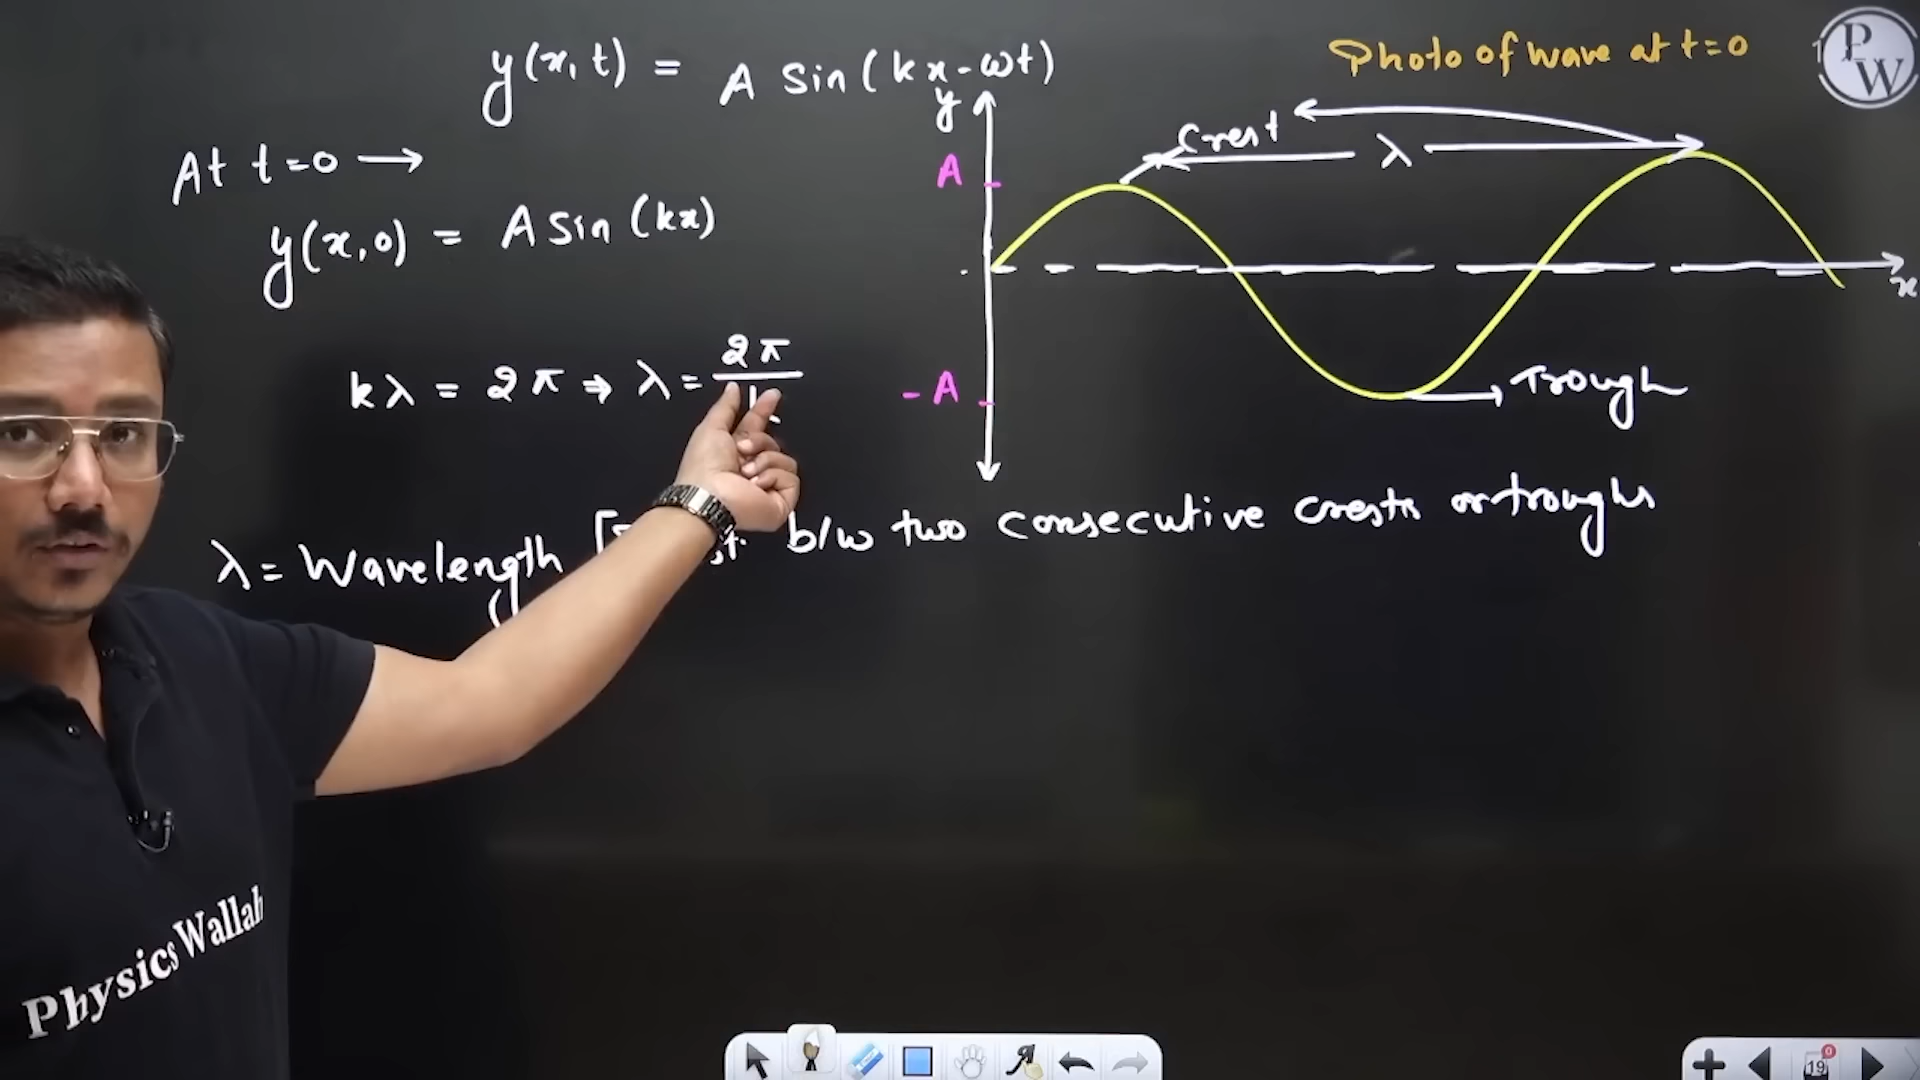 y(x,t) = A Sin (kx-ωt)
Photo of wave at t=0
PW
At t=0 →
y(x,0) = A Sin (kx)
y
A
Crest
λ
x
-A
Trough
kλ = 2π ⇒ λ = 2π/k
λ = Wavelength b/w two consecutive crests or troughs
Physics Wallah
19